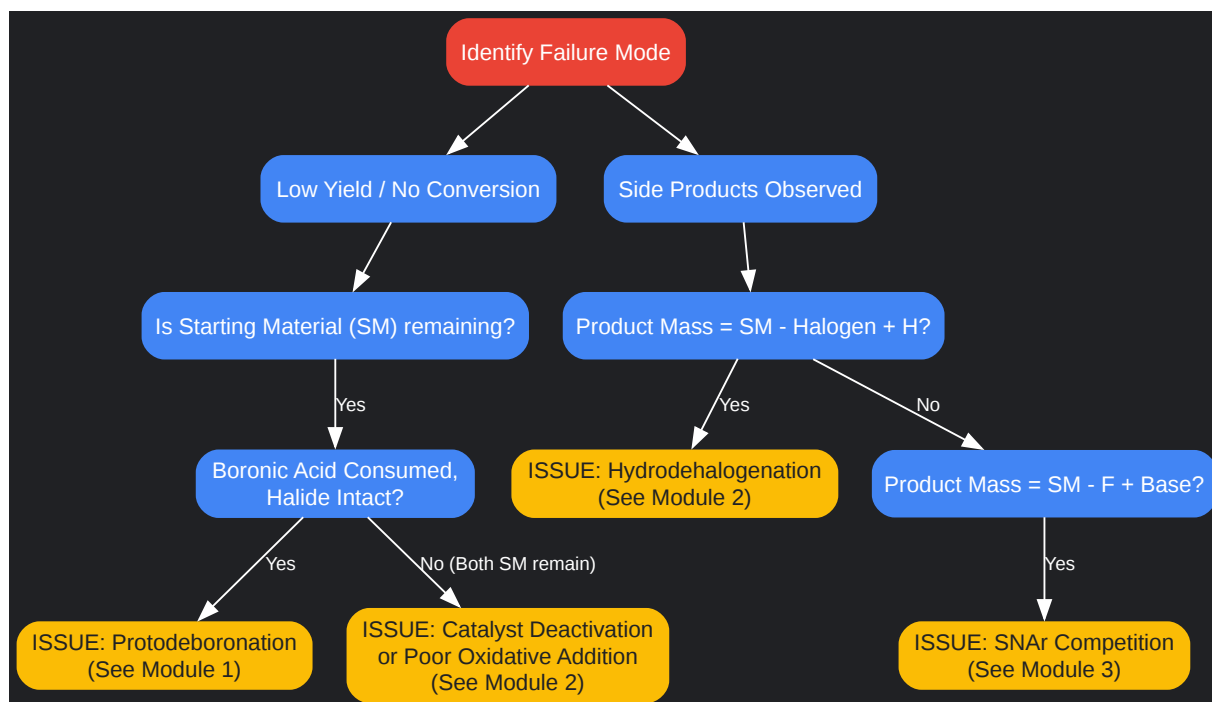 Identify Failure Mode
Low Yield / No Conversion
Side Products Observed
Is Starting Material (SM) remaining?
Product Mass = SM - Halogen + H?
Yes
Yes
No
Boronic Acid Consumed,
Halide Intact?
ISSUE: Hydrodehalogenation
(See Module 2)
Product Mass = SM - F + Base?
Yes
No (Both SM remain)
Yes
ISSUE: Protodeboronation
(See Module 1)
ISSUE: Catalyst Deactivation
or Poor Oxidative Addition
(See Module 2)
ISSUE: SNAr Competition
(See Module 3)